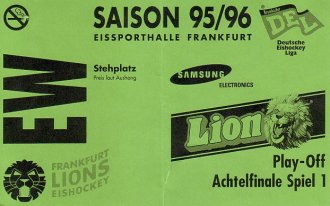 SAISON 95/96
EISSPORTHALLE FRANKFURT
DEL
Deutsche
Eishockey
Liga
EW
Stehplatz
Preis laut Aushang
SAMSUNG
ELECTRONICS
Lion
Play-Off
Achtelfinale Spiel 1
FRANKFURT
LIONS
EISHOCKEY